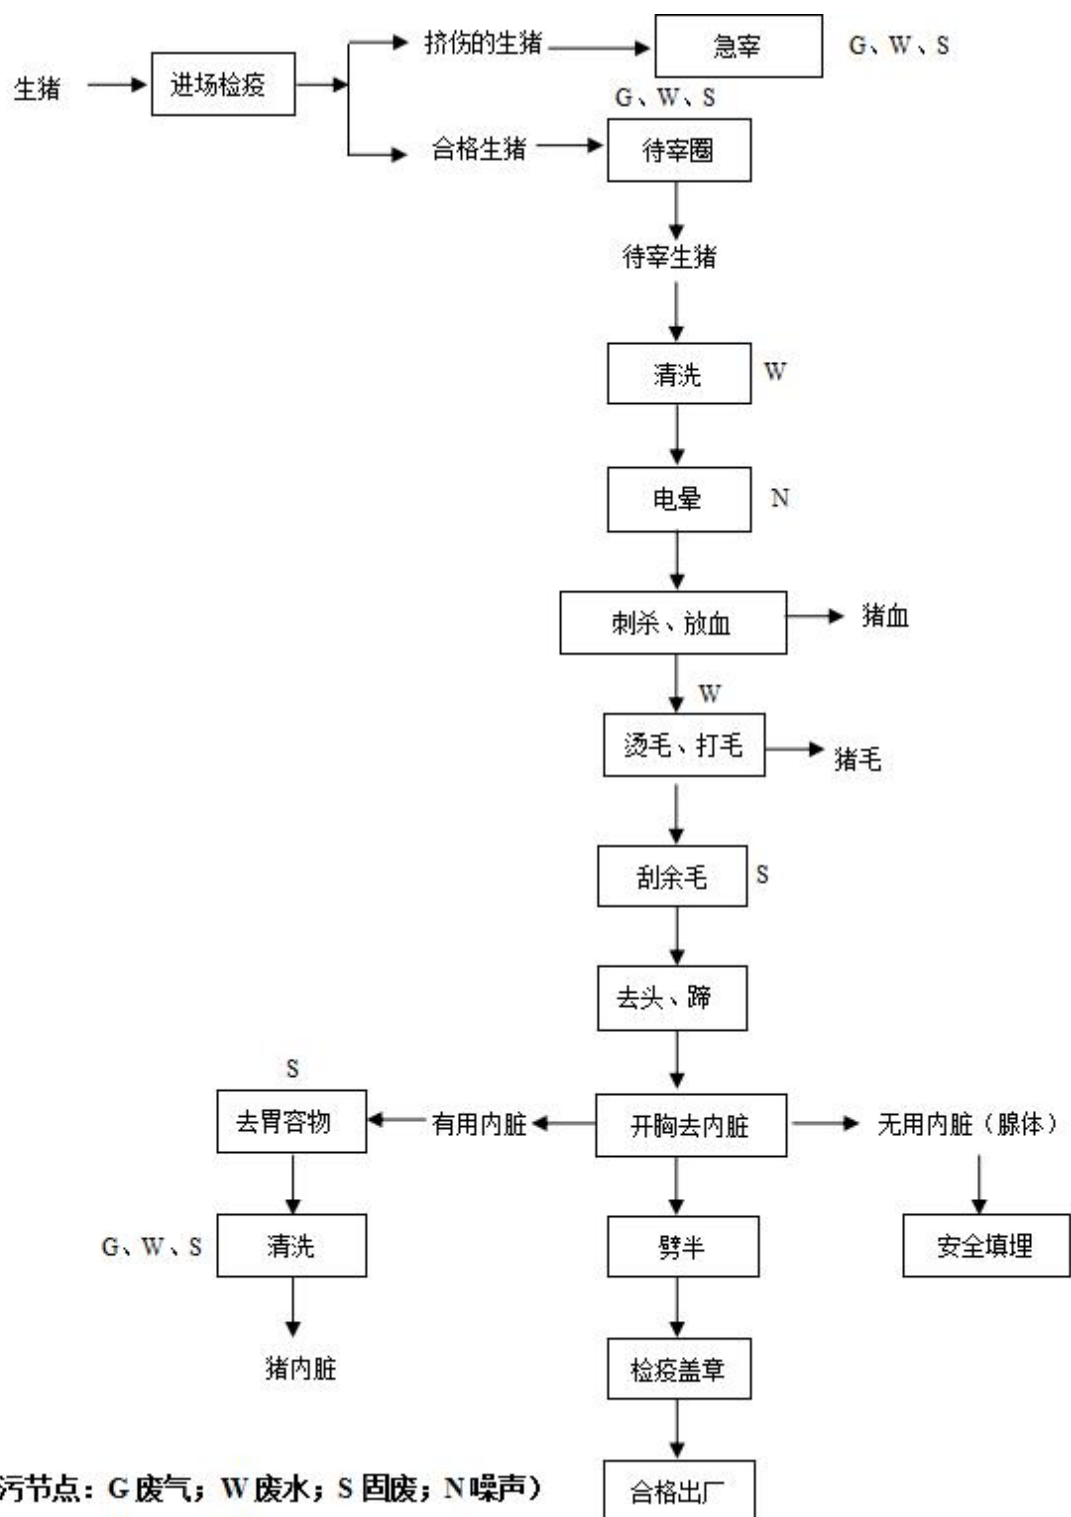 挤伤的生猪
急宰
G、W、S
生猪
进场检疫
G、W、S
合格生猪
待宰圈
待宰生猪
清洗
W
电晕
N
刺杀、放血
猪血
W
烫毛、打毛
猪毛
刮余毛
S
去头、蹄
S
去胃容物
有用内脏
开胸去内脏
无用内脏（腺体）
G、W、S
清洗
劈半
安全填埋
猪内脏
检疫盖章
污节点：G 废气；W 废水；S 固废；N 噪声）
合格出厂